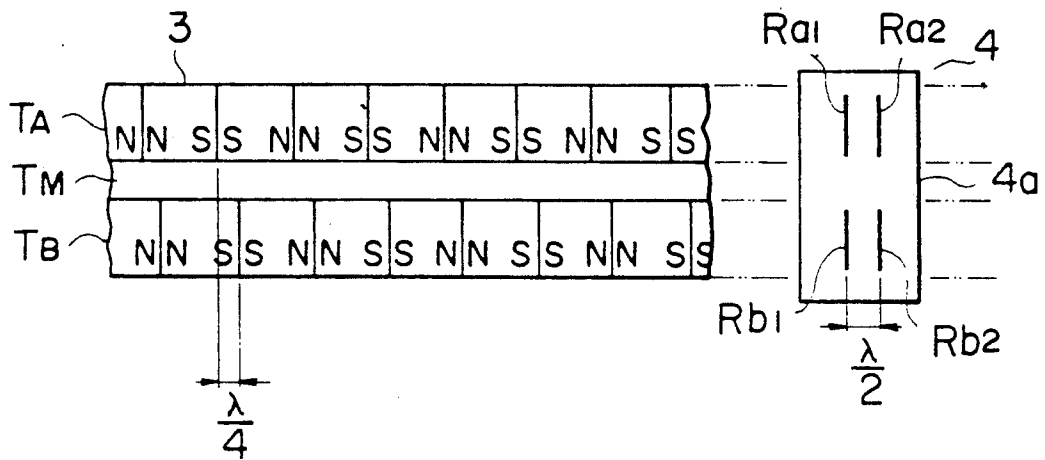 3
Ra1 Ra2 4
TA N N S S N N S S N N S S N N S S
TM
4a
TB N N S S N N S S N N S S N N S S
Rb1 Rb2
λ/4
λ/2